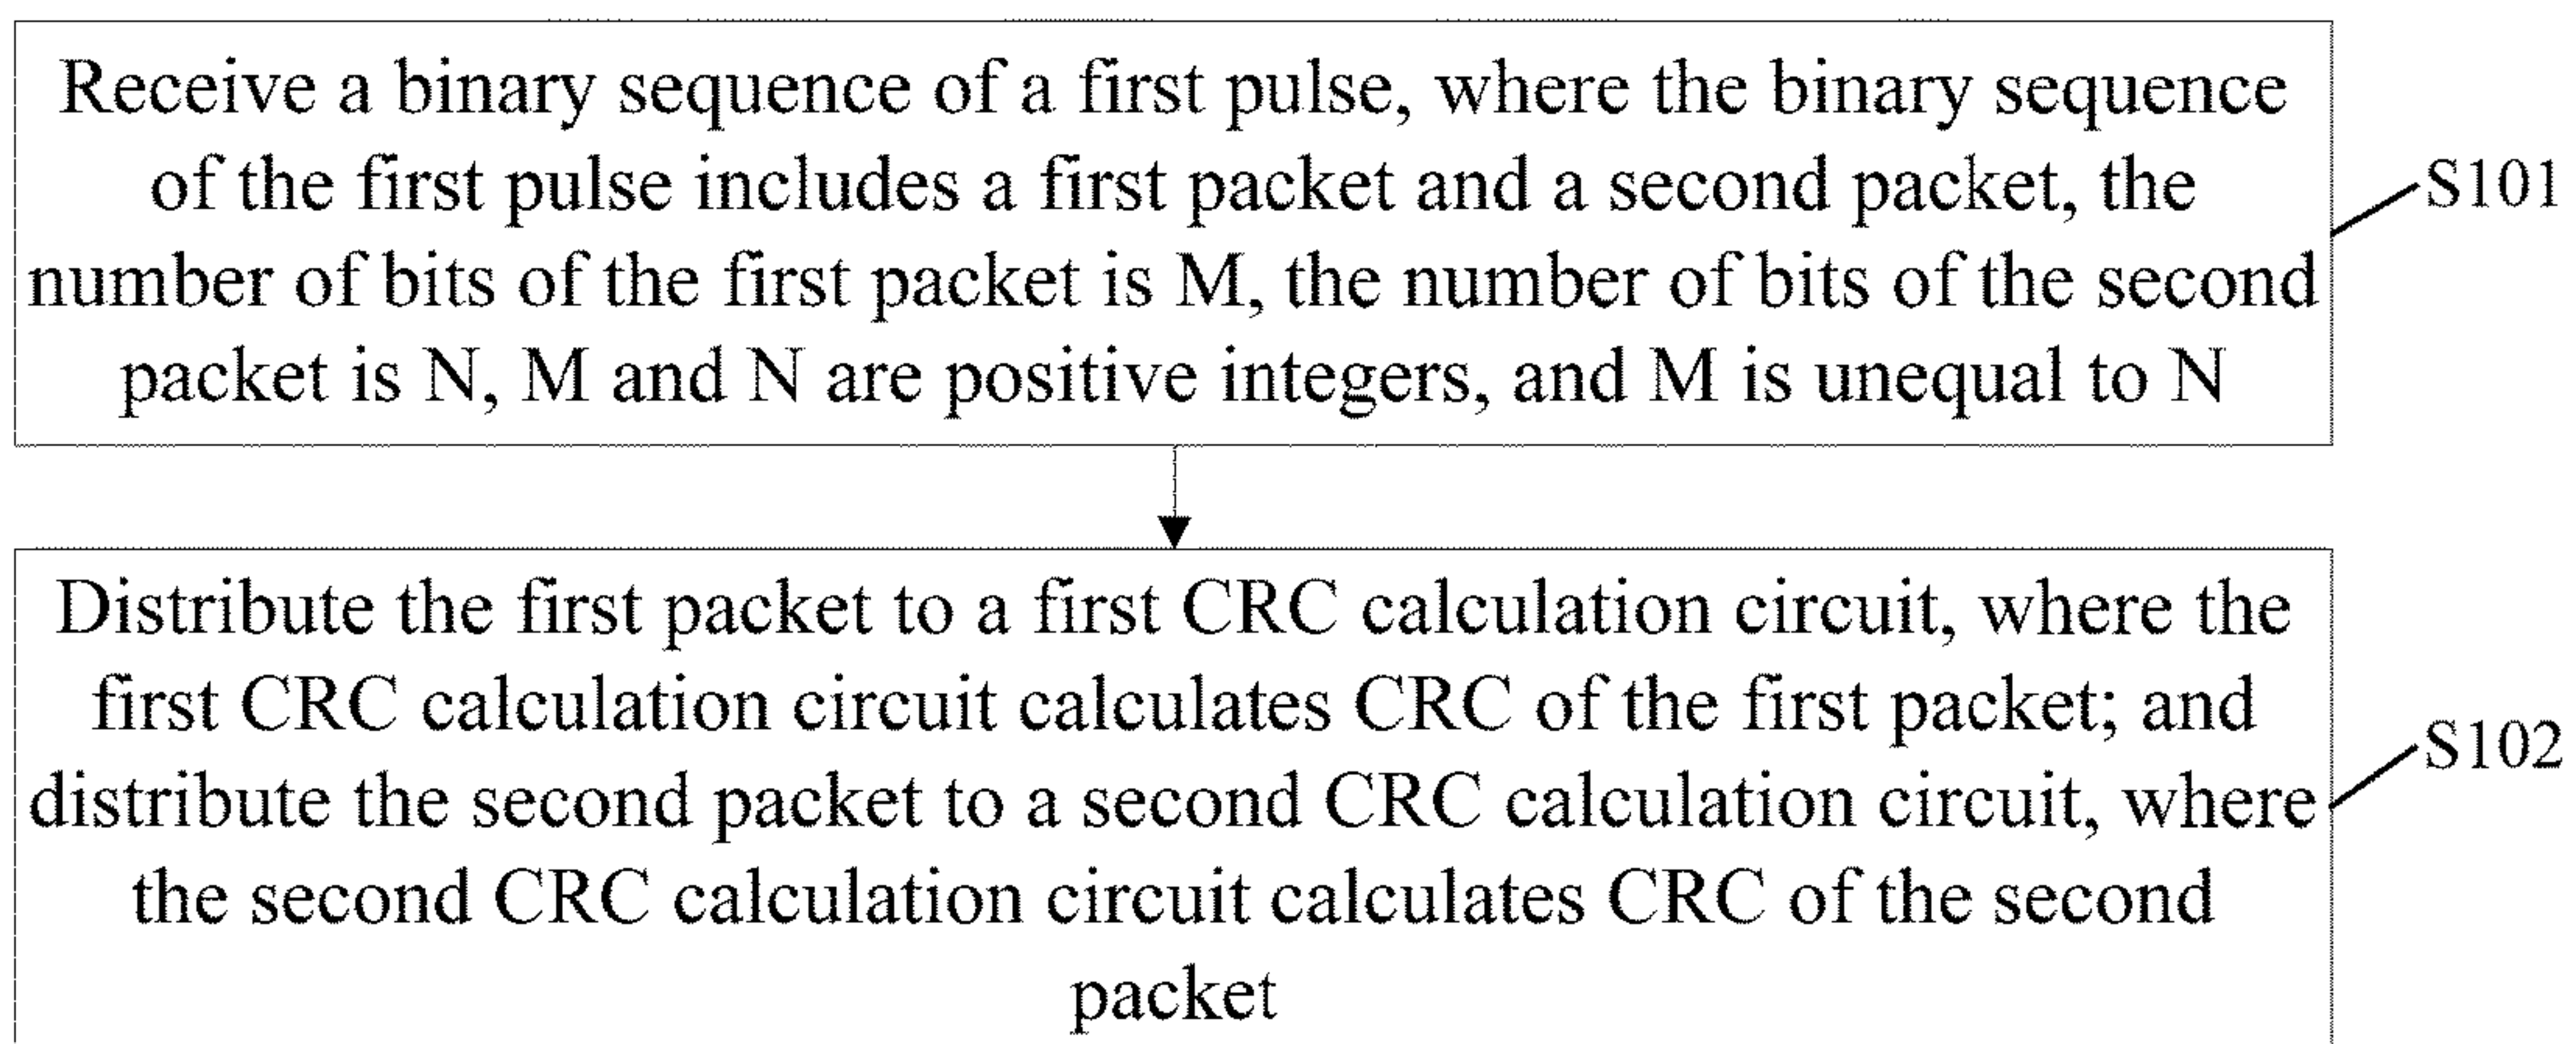 Receive a binary sequence of a first pulse, where the binary sequence
of the first pulse includes a first packet and a second packet, the
number of bits of the first packet is M, the number of bits of the second
packet is N, M and N are positive integers, and M is unequal to N
S101
Distribute the first packet to a first CRC calculation circuit, where the
first CRC calculation circuit calculates CRC of the first packet; and
distribute the second packet to a second CRC calculation circuit, where
the second CRC calculation circuit calculates CRC of the second
packet
S102